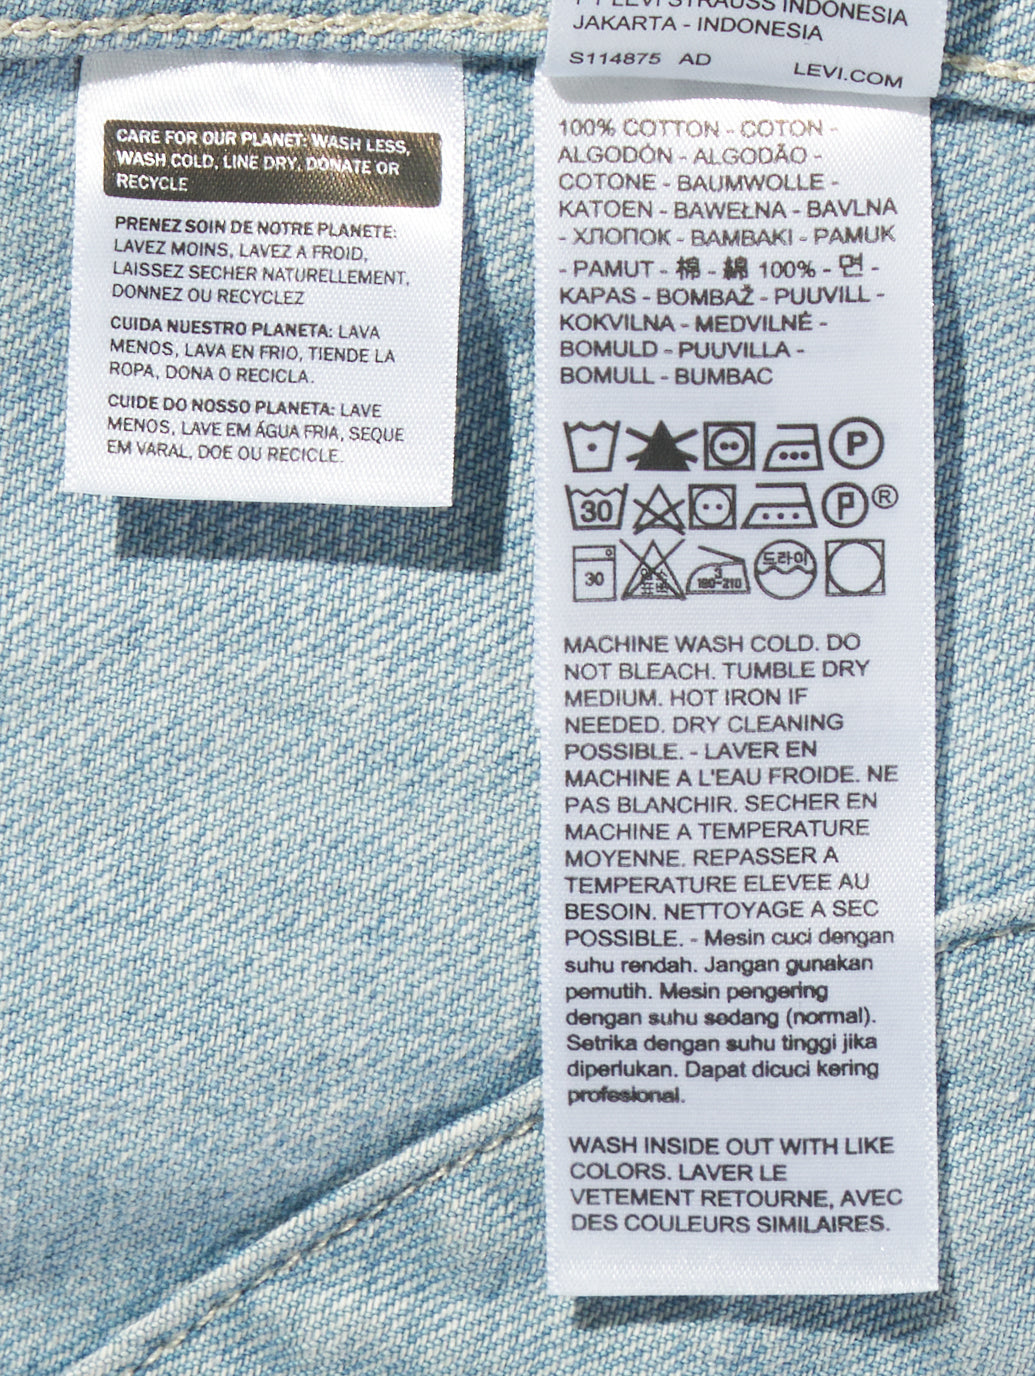 CARE FOR OUR PLANET: WASH LESS,
WASH COLD, LINE DRY, DONATE OR
RECYCLE
PRENEZ SOIN DE NOTRE PLANETE:
LAVEZ MOINS, LAVEZ A FROID,
LAISSEZ SECHER NATURELLEMENT,
DONNEZ OU RECYCLEZ
CUIDA NUESTRO PLANETA: LAVA
MENOS, LAVA EN FRIO, TIENDE LA
ROPA, DONA O RECICLA.
CUIDE DO NOSSO PLANETA: LAVE
MENOS, LAVE EM ÁGUA FRIA, SEQUE
EM VARAL, DOE OU RECICLE.
PT LEVI STRAUSS INDONESIA
JAKARTA - INDONESIA
S114875 AD LEVI.COM
100% COTTON - COTON -
ALGODÓN - ALGODÃO -
COTONE - BAUMWOLLE -
KATOEN - BAWEŁNA - BAVLNA
- ХЛОПОК - BAMBAKI - PAMUK
- PAMUT - 棉 - 綿 100% - 면 -
KAPAS - BOMBAŽ - PUUVILL -
KOKVILNA - MEDVILNĖ -
BOMULD - PUUVILLA -
BOMULL - BUMBAC
P
30 P ®
30 3 180~210 드라이
MACHINE WASH COLD. DO
NOT BLEACH. TUMBLE DRY
MEDIUM. HOT IRON IF
NEEDED. DRY CLEANING
POSSIBLE. - LAVER EN
MACHINE A L'EAU FROIDE. NE
PAS BLANCHIR. SECHER EN
MACHINE A TEMPERATURE
MOYENNE. REPASSER A
TEMPERATURE ELEVEE AU
BESOIN. NETTOYAGE A SEC
POSSIBLE. - Mesin cuci dengan
suhu rendah. Jangan gunakan
pemutih. Mesin pengering
dengan suhu sedang (normal).
Setrika dengan suhu tinggi jika
diperlukan. Dapat dicuci kering
profesional.
WASH INSIDE OUT WITH LIKE
COLORS. LAVER LE
VETEMENT RETOURNE, AVEC
DES COULEURS SIMILAIRES.